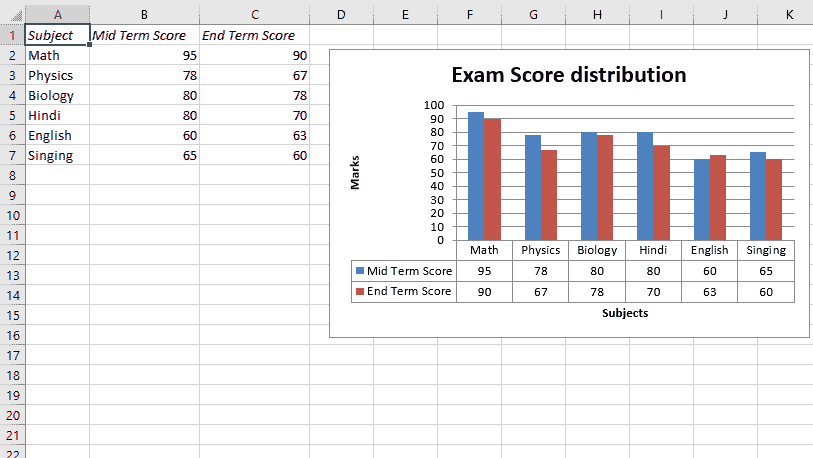 A B C D E F G H I J K
1 Subject Mid Term Score End Term Score
2 Math 95 90
3 Physics 78 67
4 Biology 80 78
5 Hindi 80 70
6 English 60 63
7 Singing 65 60
8
9
10
11
12
13
14
15
16
17
18
19
20
21
22
Exam Score distribution
Marks
100
90
80
70
60
50
40
30
20
10
0
Math Physics Biology Hindi English Singing
Mid Term Score 95 78 80 80 60 65
End Term Score 90 67 78 70 63 60
Subjects